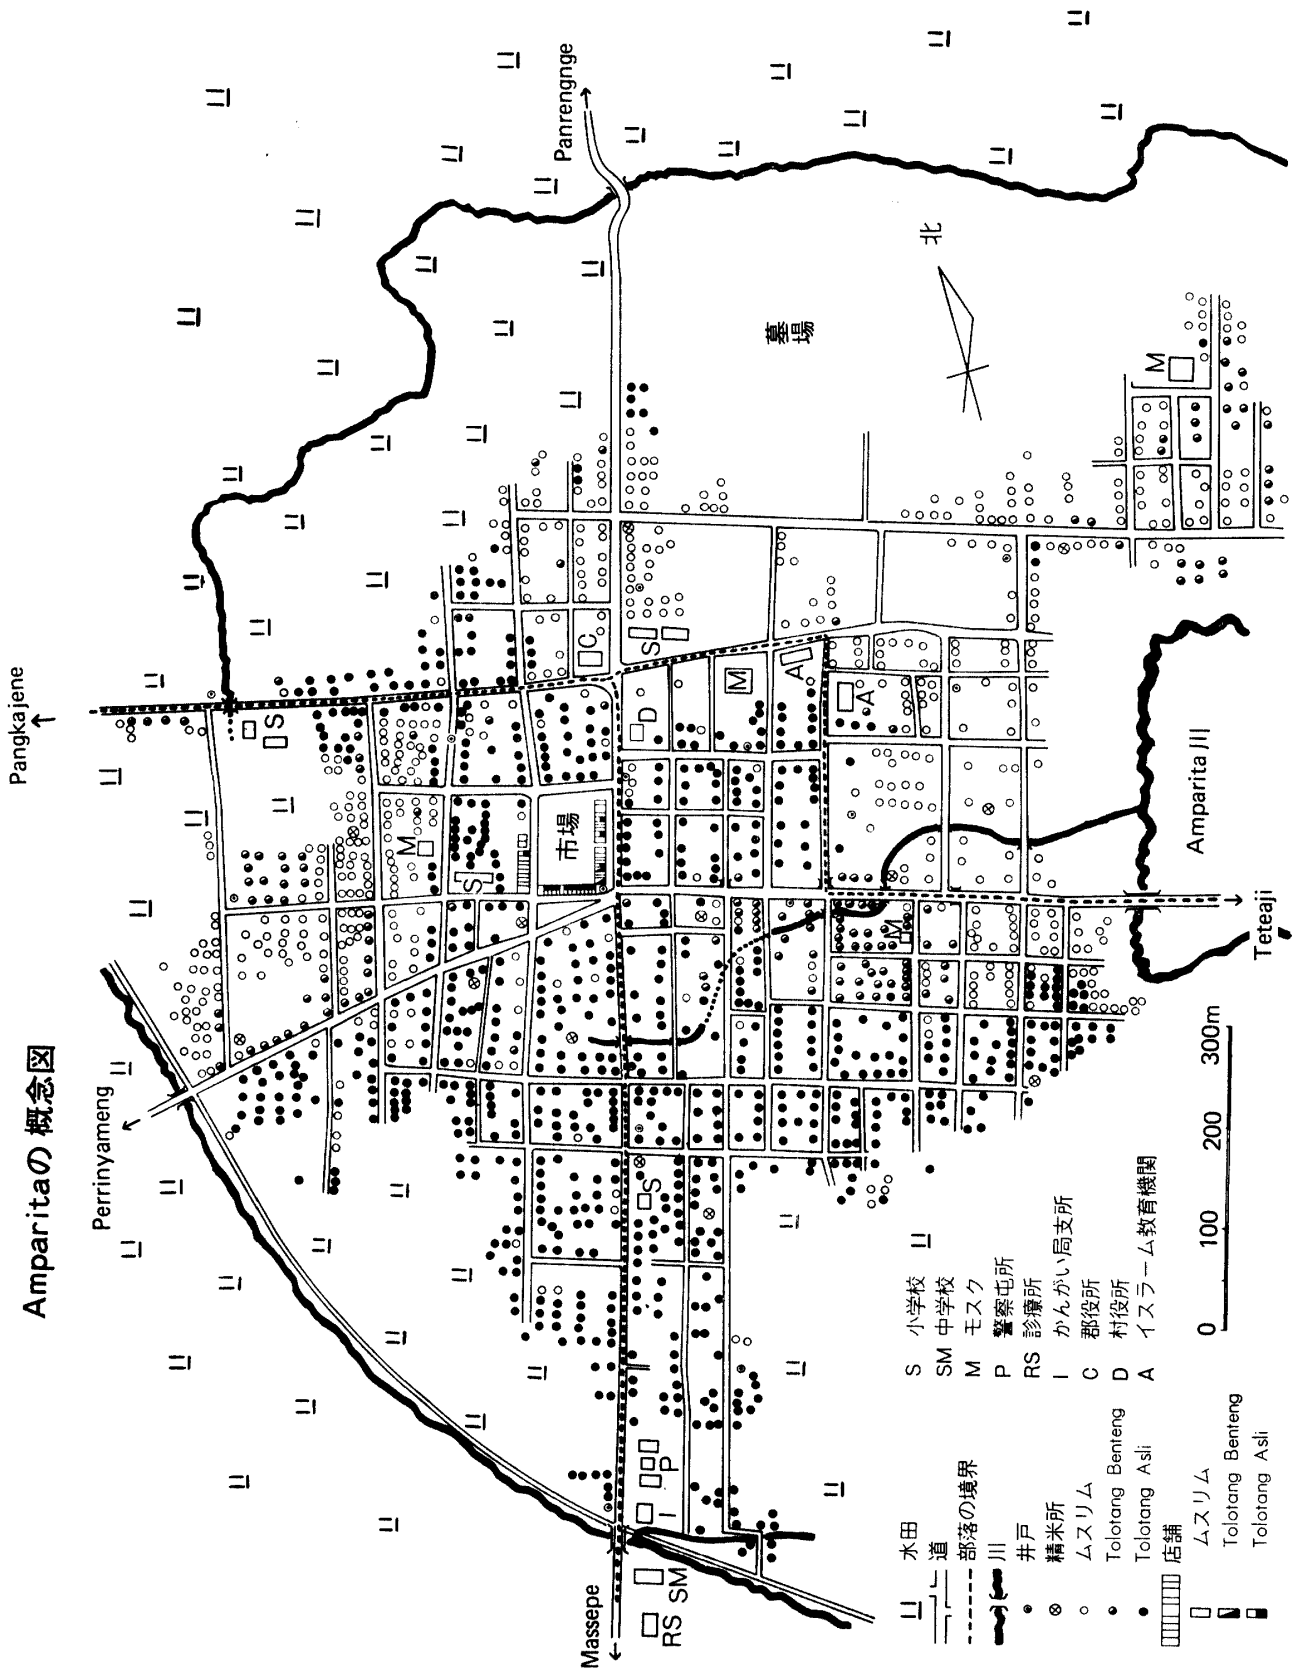 Amparitaの概念図
Pangkajene
Perrinyameng
Panrengnge
Massepe
Teteaji
Amparita川
北
墓場
市場
S
S
C
S
D
M
A
A
M
S
M
M
S
P
I
SM
RS
水田
道
部落の境界
川
井戸
精米所
ムスリム
Tolotang Benteng
Tolotang Asli
店舗
ムスリム
Tolotang Benteng
Tolotang Asli
S 小学校
SM 中学校
M モスク
P 警察屯所
RS 診療所
I かんがい局支所
C 郡役所
D 村役所
A イスラーム教育機関
0 100 200 300m